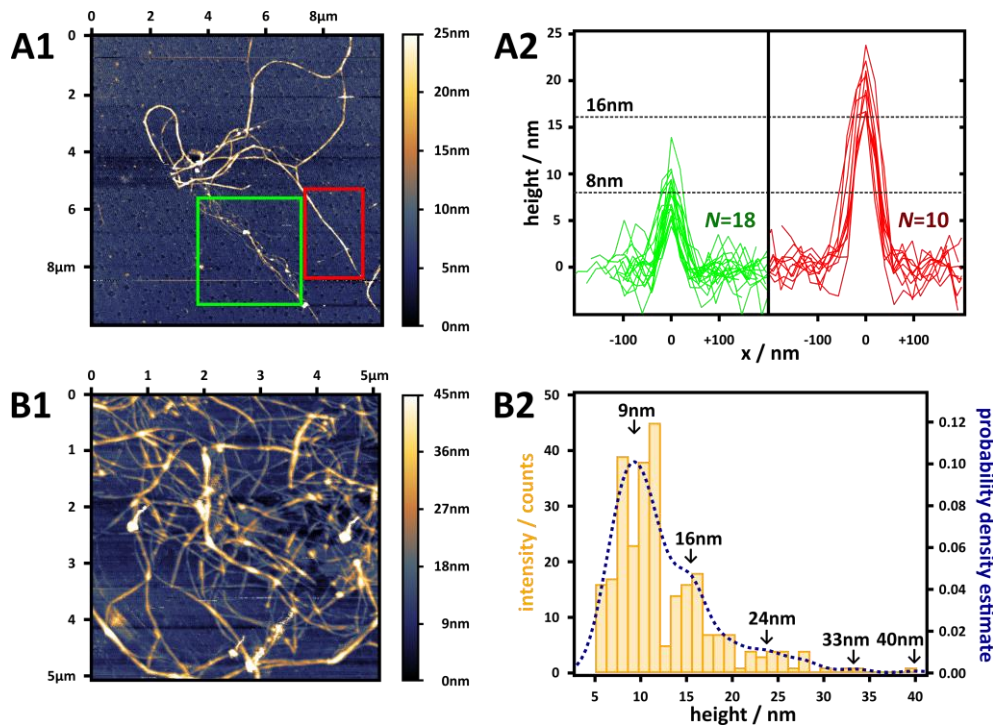 A1
0 2 4 6 8µm
0
2
4
6
8µm
25nm
20nm
15nm
10nm
5nm
0nm
A2
25
20
15
10
5
0
height / nm
16nm
8nm
N=18
N=10
-100 0 +100 -100 0 +100
x / nm
B1
0 1 2 3 4 5µm
0
1
2
3
4
5µm
45nm
36nm
27nm
18nm
9nm
0nm
B2
50
40
30
20
10
0
intensity / counts
9nm
16nm
24nm
33nm
40nm
0.12
0.10
0.08
0.06
0.04
0.02
0.00
probability density estimate
5 10 15 20 25 30 35 40
height / nm